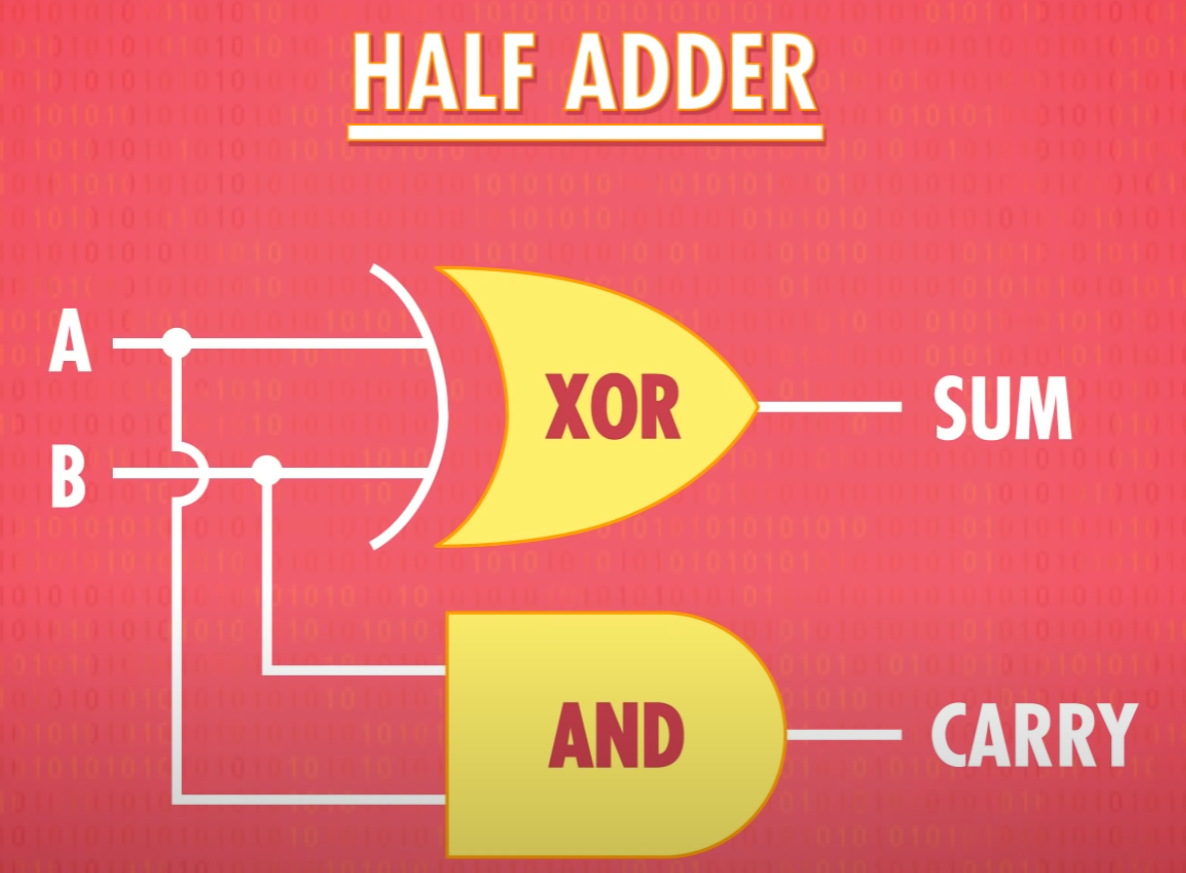 HALF ADDER
A
XOR
SUM
B
AND
CARRY